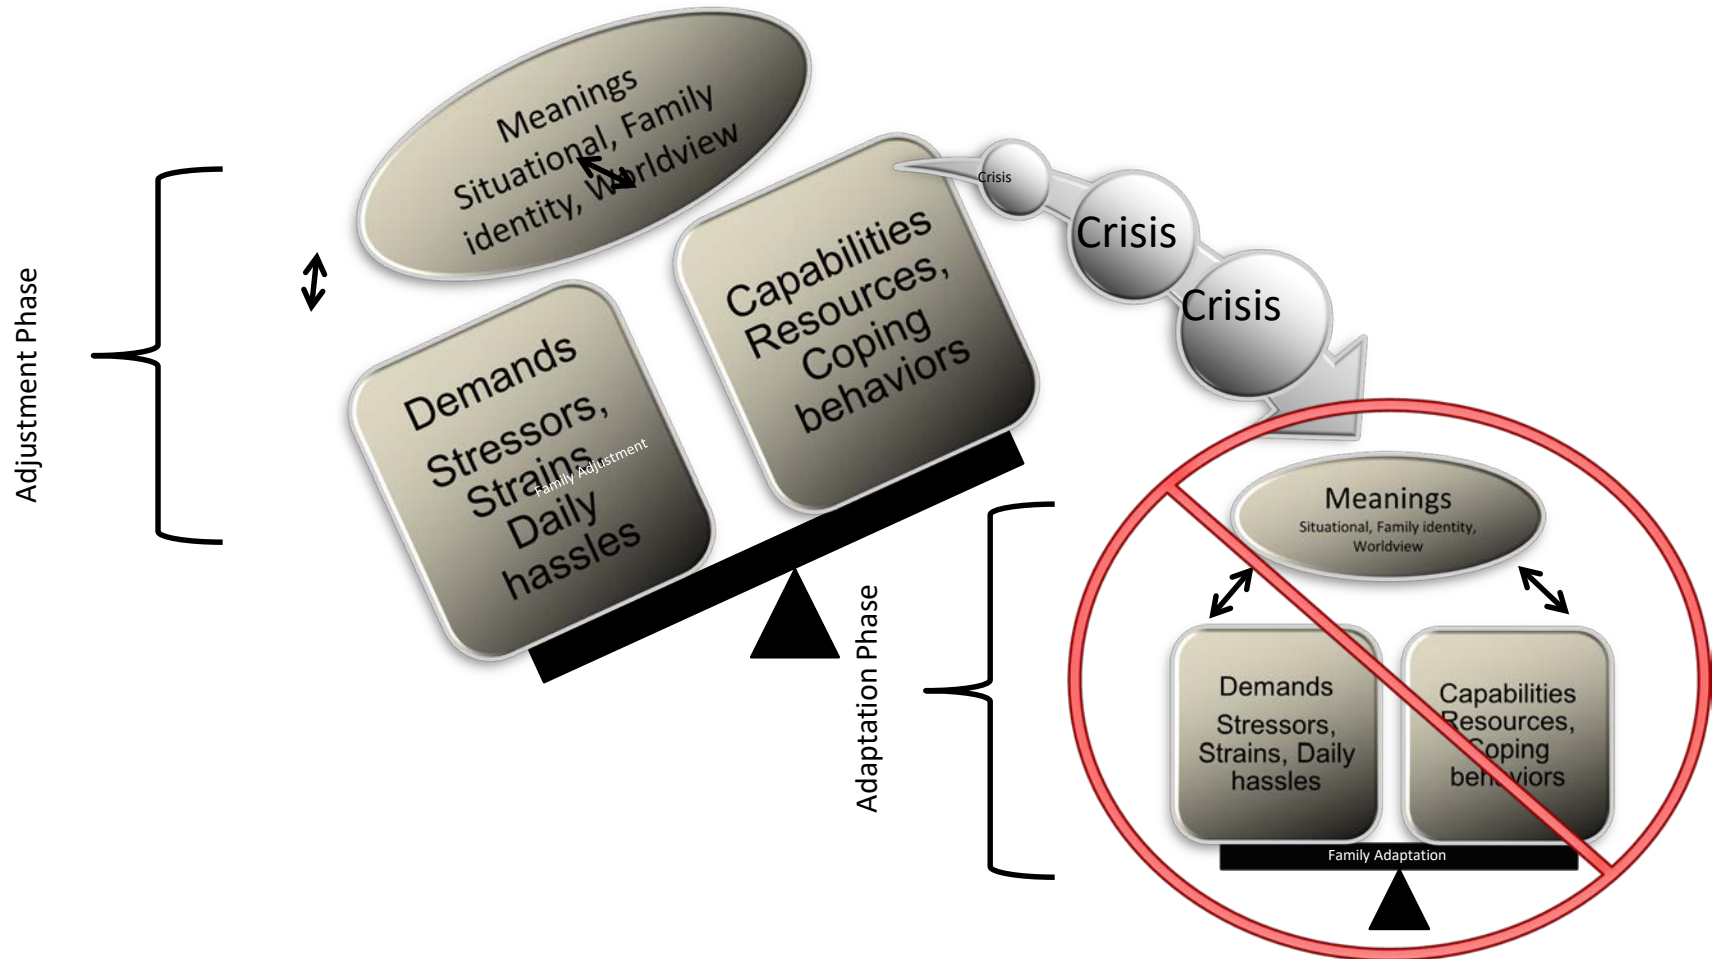 Adjustment Phase
Meanings
Situational, Family
identity, Worldview
Demands
Stressors,
Strains,
Daily
hassles
Family Adjustment
Capabilities
Resources,
Coping
behaviors
Crisis
Crisis
Crisis
Adaptation Phase
Meanings
Situational, Family identity,
Worldview
Demands
Stressors,
Strains, Daily
hassles
Capabilities
Resources,
Coping
behaviors
Family Adaptation